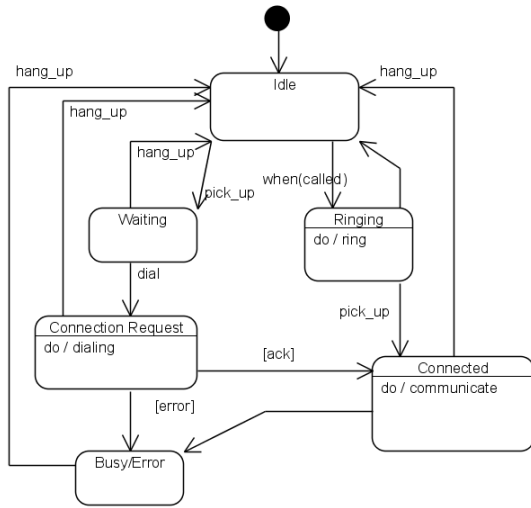 hang_up
hang_up
Idle
hang_up
hang_up
when(called)
pick_up
Waiting
Ringing
do / ring
dial
pick_up
Connection Request
do / dialing
[ack]
Connected
do / communicate
[error]
Busy/Error